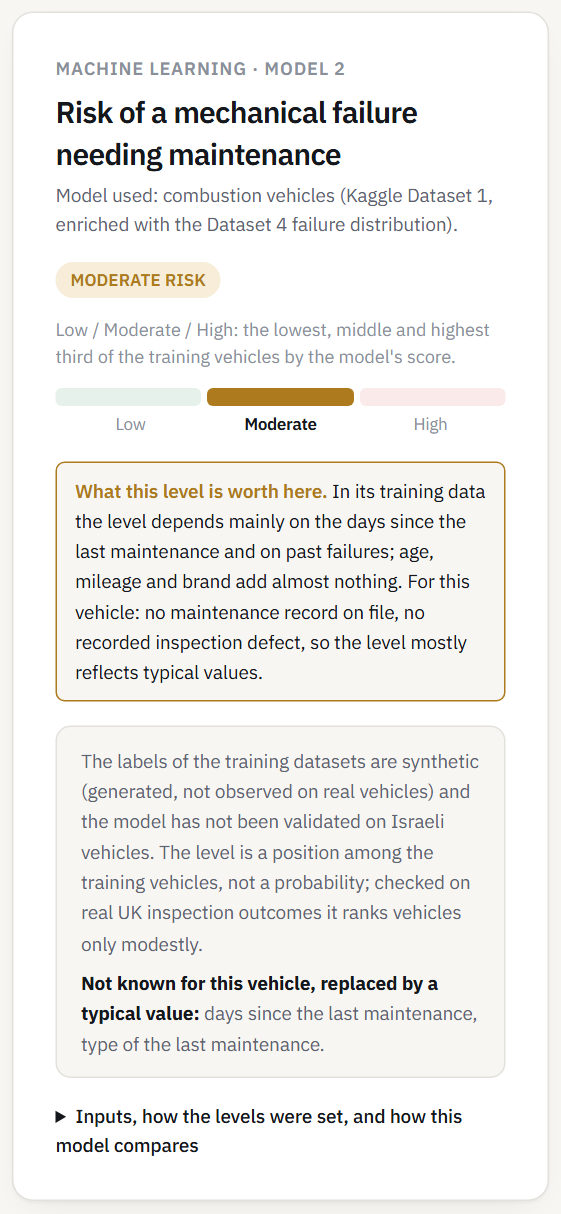 MACHINE LEARNING · MODEL 2
Risk of a mechanical failure
needing maintenance
Model used: combustion vehicles (Kaggle Dataset 1,
enriched with the Dataset 4 failure distribution).
MODERATE RISK
Low / Moderate / High: the lowest, middle and highest
third of the training vehicles by the model's score.
Low Moderate High
What this level is worth here. In its training data
the level depends mainly on the days since the
last maintenance and on past failures; age,
mileage and brand add almost nothing. For this
vehicle: no maintenance record on file, no
recorded inspection defect, so the level mostly
reflects typical values.
The labels of the training datasets are synthetic
(generated, not observed on real vehicles) and
the model has not been validated on Israeli
vehicles. The level is a position among the
training vehicles, not a probability; checked on
real UK inspection outcomes it ranks vehicles
only modestly.
Not known for this vehicle, replaced by a
typical value: days since the last maintenance,
type of the last maintenance.
▶ Inputs, how the levels were set, and how this
model compares